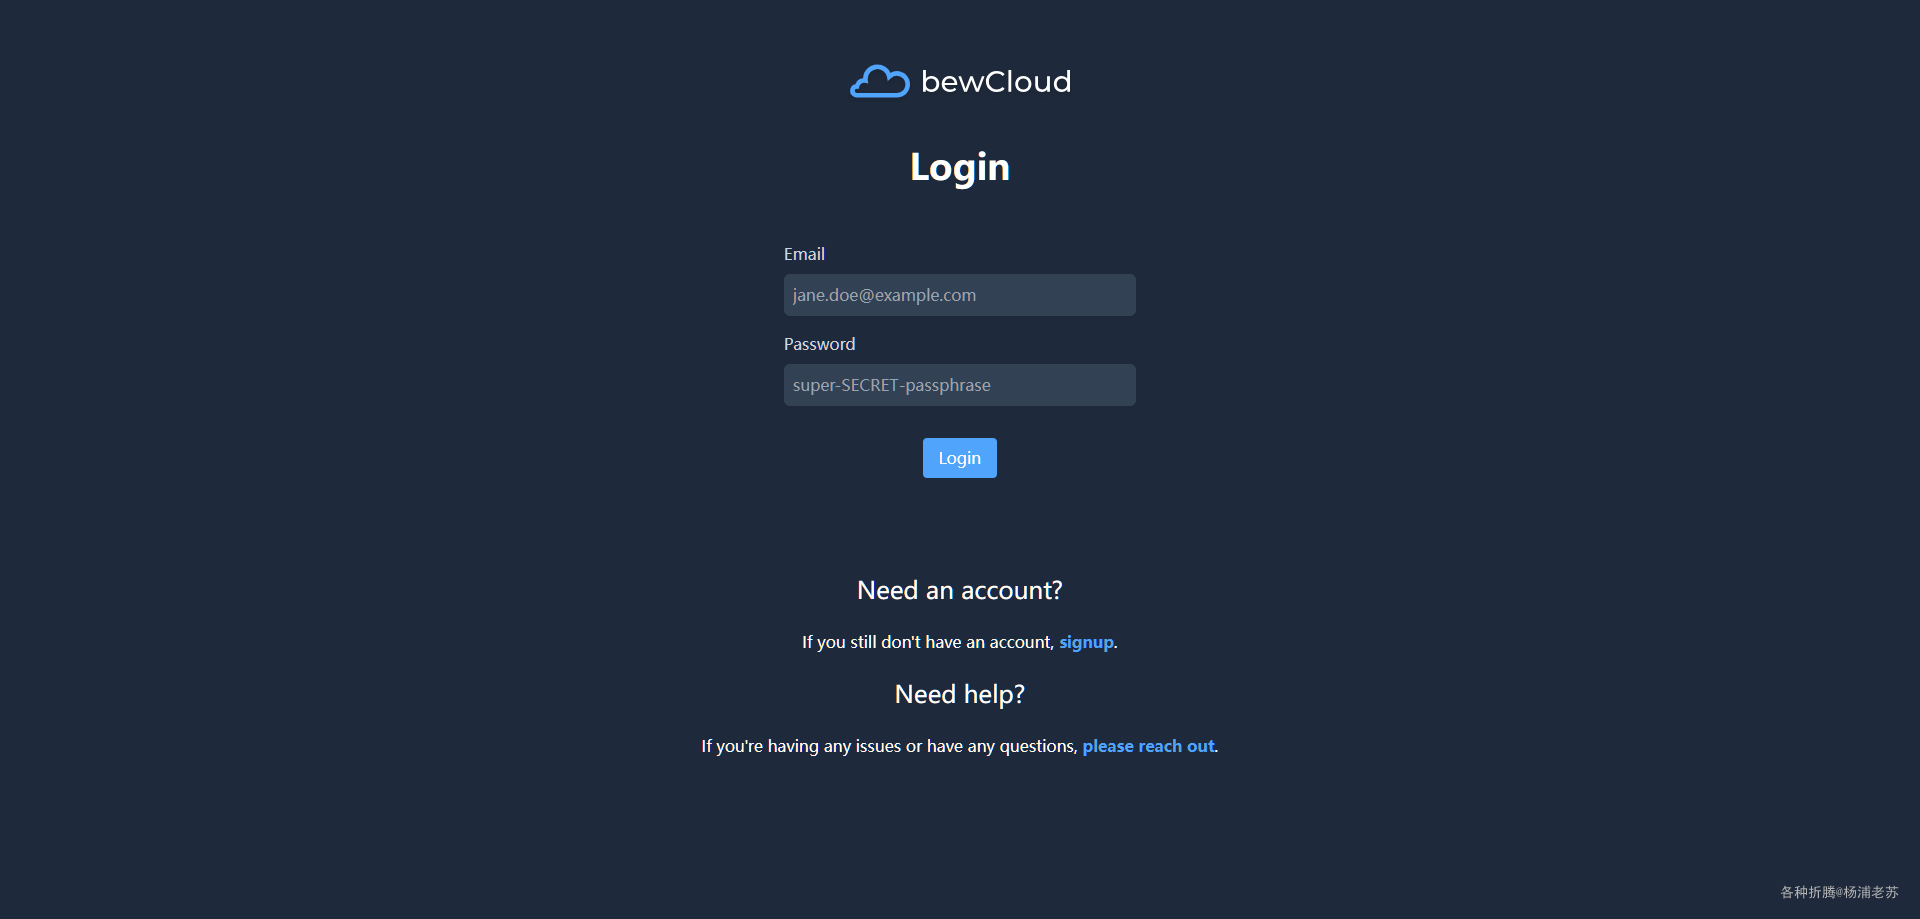 bewCloud
Login
Email
jane.doe@example.com
Password
super-SECRET-passphrase
Login
Need an account?
If you still don't have an account, signup.
Need help?
If you're having any issues or have any questions, please reach out.
各种折腾@杨浦老苏